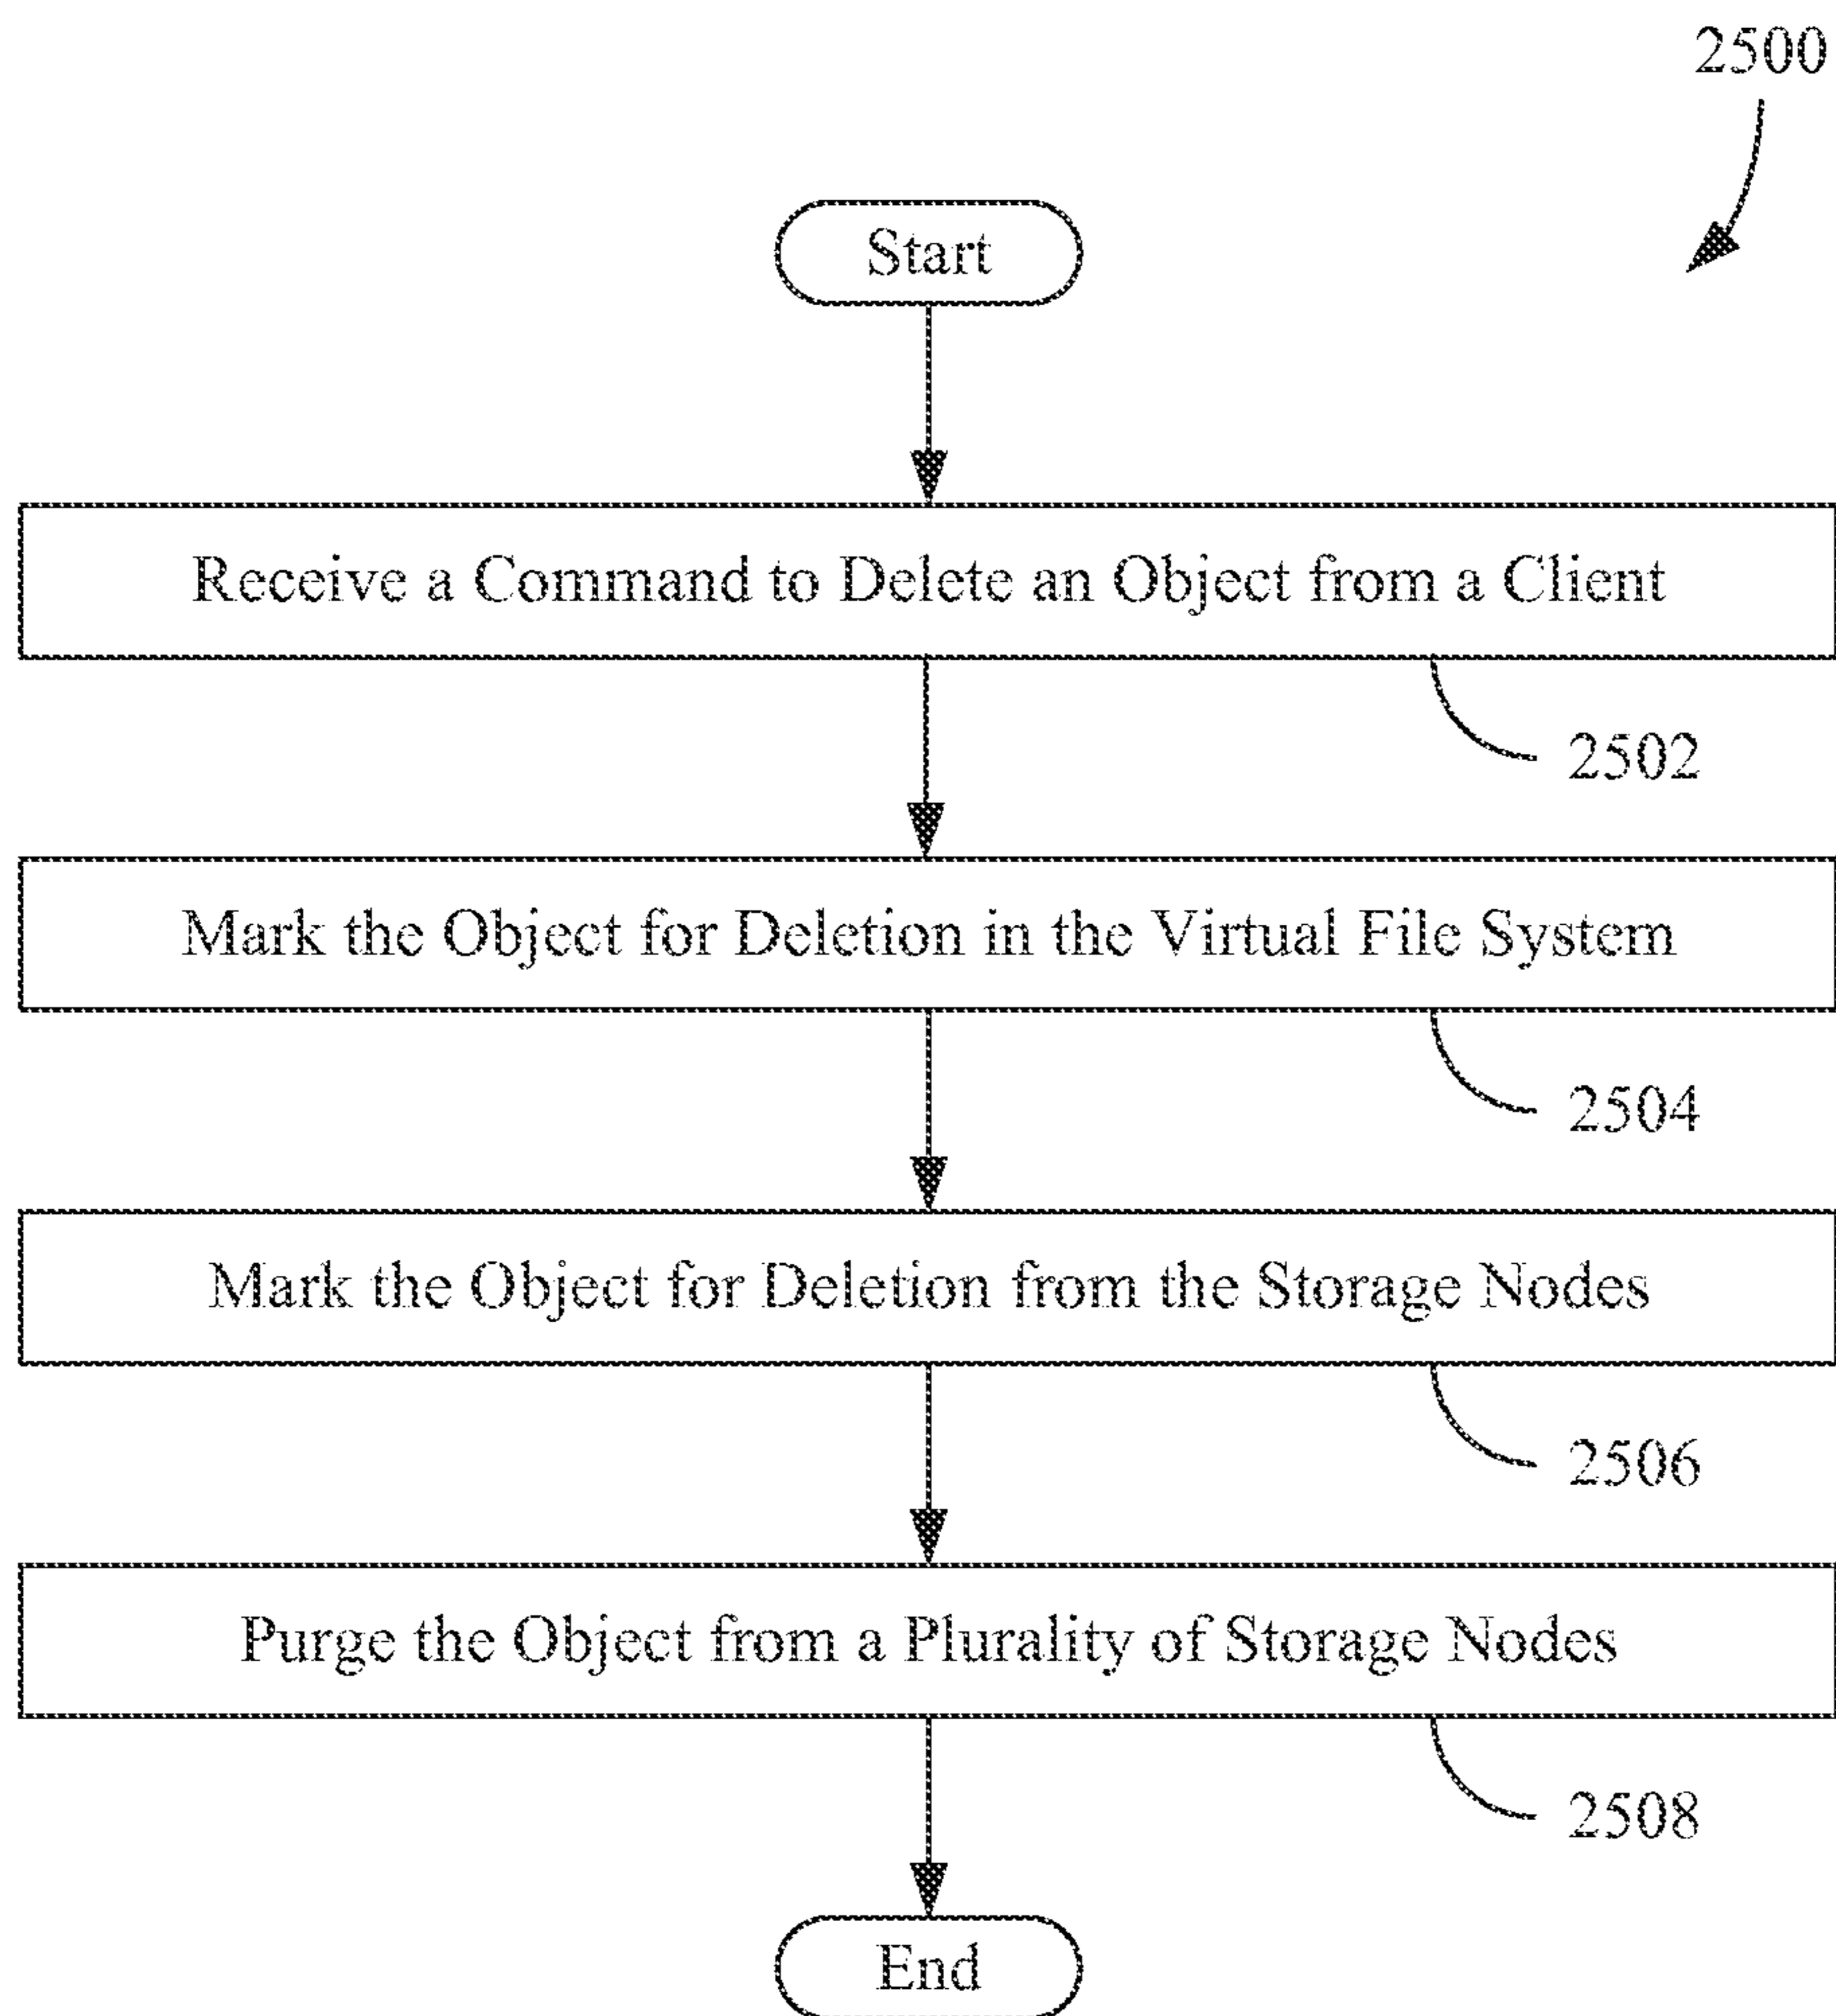 2500
Start
Receive a Command to Delete an Object from a Client
2502
Mark the Object for Deletion in the Virtual File System
2504
Mark the Object for Deletion from the Storage Nodes
2506
Purge the Object from a Plurality of Storage Nodes
2508
End